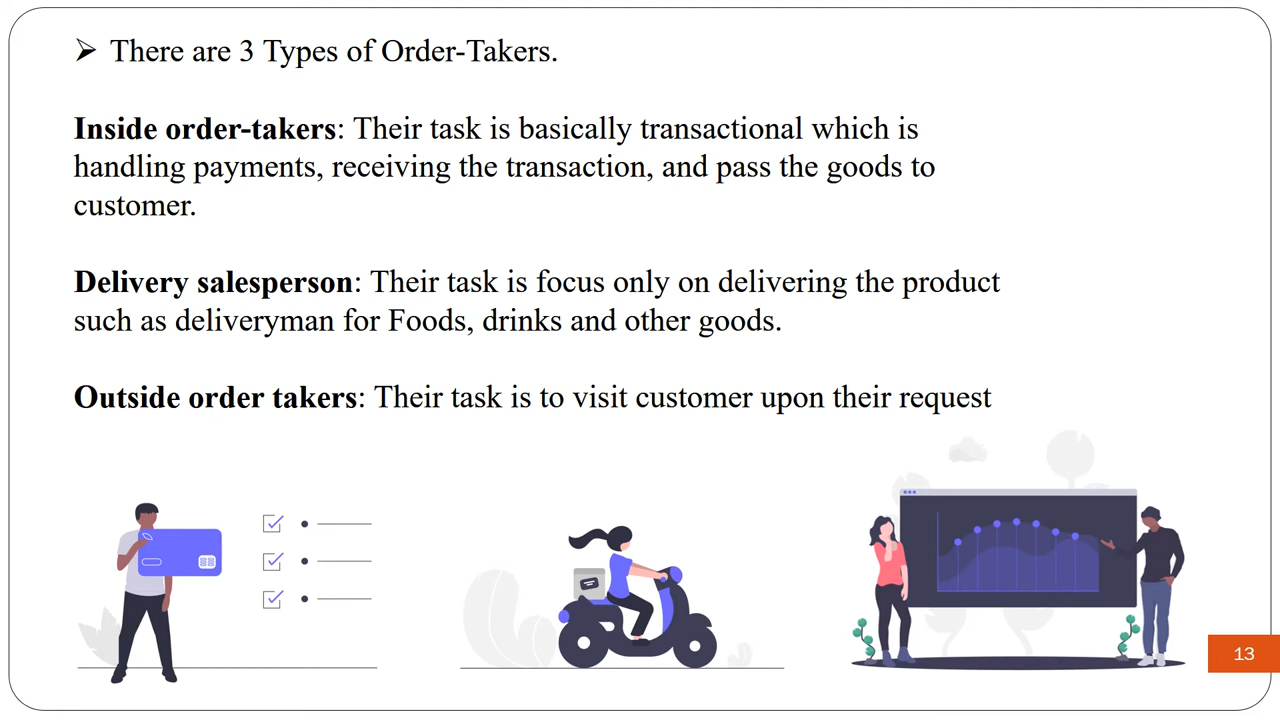 ➢ There are 3 Types of Order-Takers.
Inside order-takers: Their task is basically transactional which is
handling payments, receiving the transaction, and pass the goods to
customer.
Delivery salesperson: Their task is focus only on delivering the product
such as deliveryman for Foods, drinks and other goods.
Outside order takers: Their task is to visit customer upon their request
13